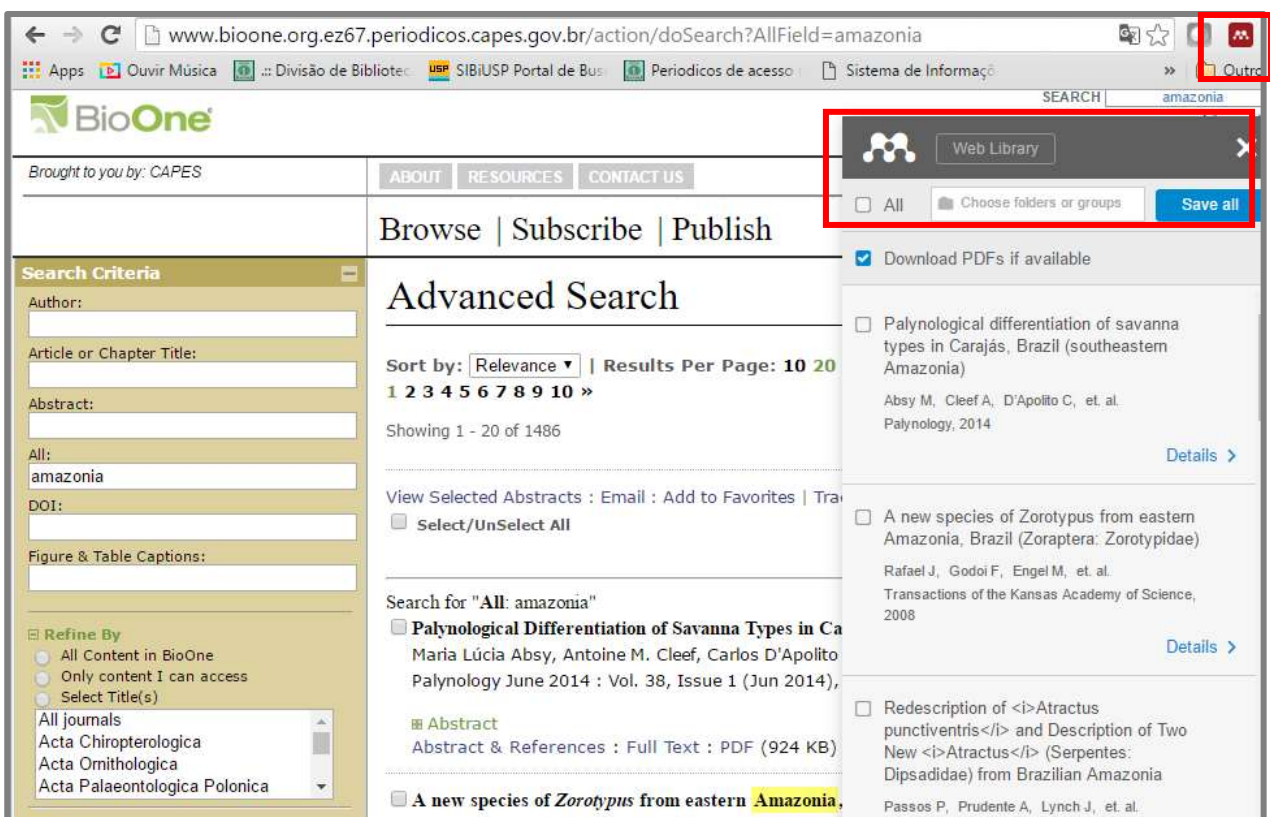 www.bioone.org.ez67.periodicos.capes.gov.br/action/doSearch?AllField=amazonia
Apps Ouvir Música .:: Divisão de Bibliotec USP SIBiUSP Portal de Bus Periodicos de acesso Sistema de Informaçõ » Outro
SEARCH amazonia
BioOne
Brought to you by: CAPES
ABOUT RESOURCES CONTACT US
Browse | Subscribe | Publish
Search Criteria
Author:
Article or Chapter Title:
Abstract:
All:
amazonia
DOI:
Figure & Table Captions:
Refine By
All Content in BioOne
Only content I can access
Select Title(s)
All journals
Acta Chiropterologica
Acta Ornithologica
Acta Palaeontologica Polonica
Advanced Search
Sort by: Relevance ▼ | Results Per Page: 10 20
1 2 3 4 5 6 7 8 9 10 »
Showing 1 - 20 of 1486
View Selected Abstracts : Email : Add to Favorites | Tra
Select/UnSelect All
Search for "All: amazonia"
Palynological Differentiation of Savanna Types in Ca
Maria Lúcia Absy, Antoine M. Cleef, Carlos D'Apolito
Palynology June 2014 : Vol. 38, Issue 1 (Jun 2014),
Abstract
Abstract & References : Full Text : PDF (924 KB)
A new species of Zorotypus from eastern Amazonia,
Web Library
All Choose folders or groups Save all
Download PDFs if available
Palynological differentiation of savanna
types in Carajás, Brazil (southeastern
Amazonia)
Absy M, Cleef A, D'Apolito C, et. al.
Palynology, 2014
Details >
A new species of Zorotypus from eastern
Amazonia, Brazil (Zoraptera: Zorotypidae)
Rafael J, Godoi F, Engel M, et. al.
Transactions of the Kansas Academy of Science,
2008
Details >
Redescription of <i>Atractus
punctiventris</i> and Description of Two
New <i>Atractus</i> (Serpentes:
Dipsadidae) from Brazilian Amazonia
Passos P, Prudente A, Lynch J, et. al.